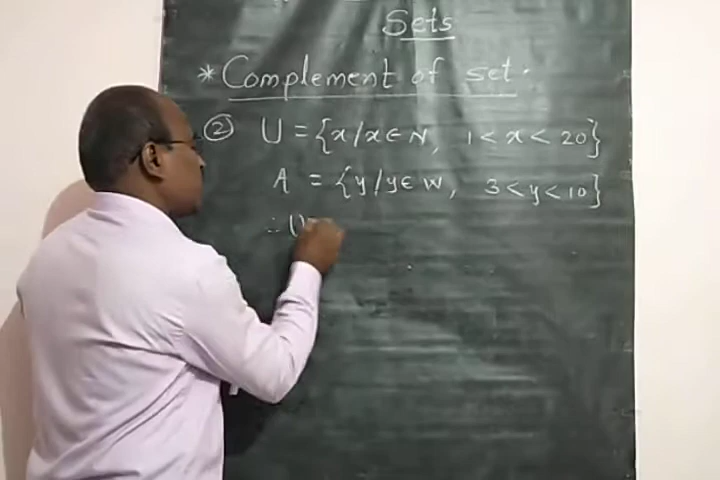 Sets
* Complement of set.
② U = {x/x∈N, 1 < x < 20}
A = {y/y∈W, 3 < y < 10}
∴ U